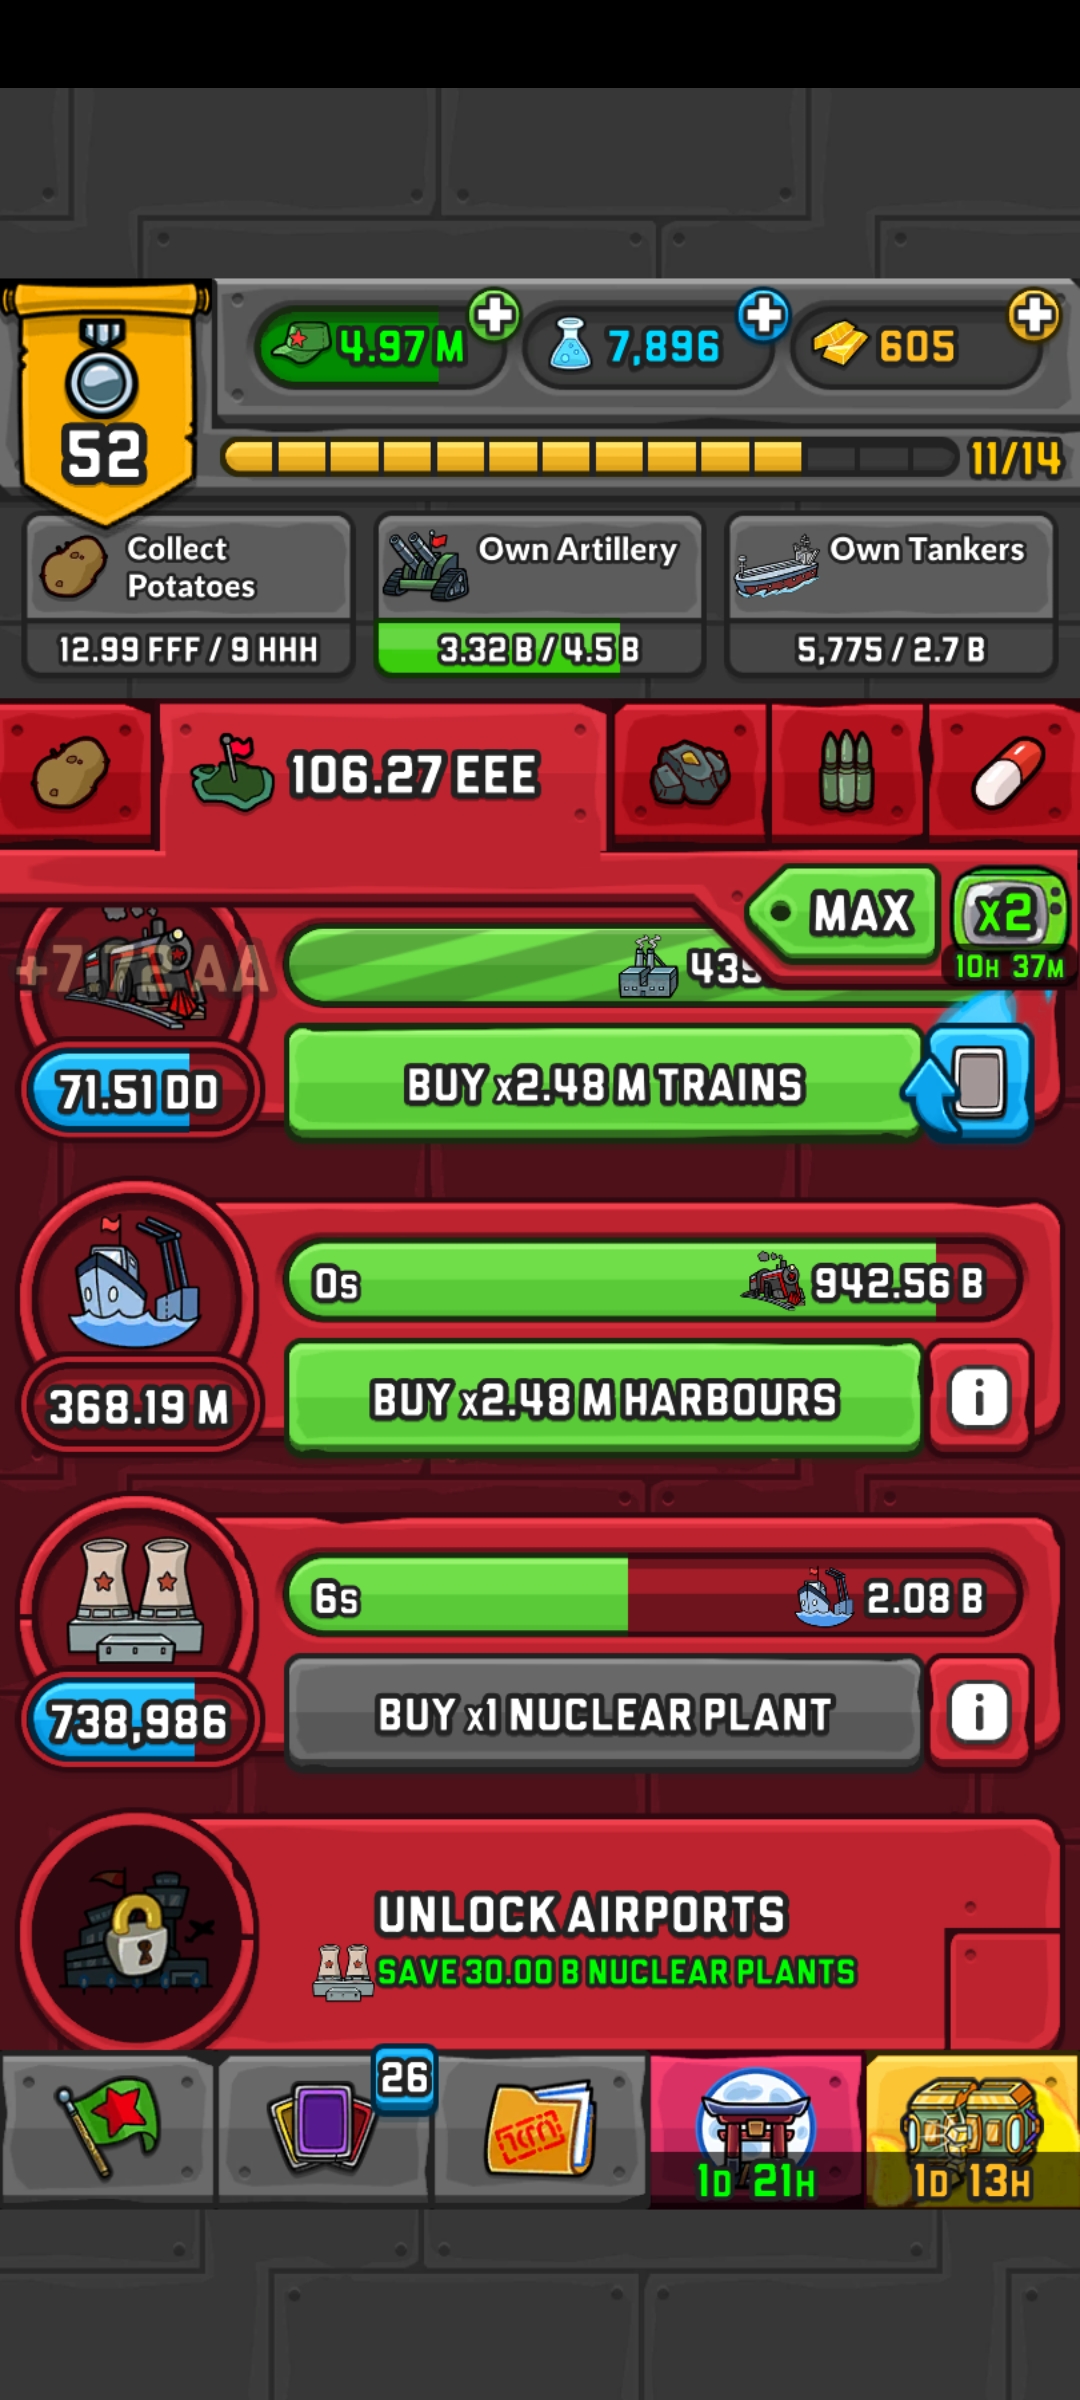 4.97 M
7,896
605
52
11/14
Collect
Potatoes
12.99 FFF / 9 HHH
Own Artillery
3.32 B / 4.5 B
Own Tankers
5,775 / 2.7 B
106.27 EEE
MAX
x2
10H 37M
+7.72 AA
71.51 DD
BUY x2.48 M TRAINS
0s
942.56 B
368.19 M
BUY x2.48 M HARBOURS
i
6s
2.08 B
738,986
BUY x1 NUCLEAR PLANT
i
UNLOCK AIRPORTS
SAVE 30.00 B NUCLEAR PLANTS
26
1D 21H
1D 13H